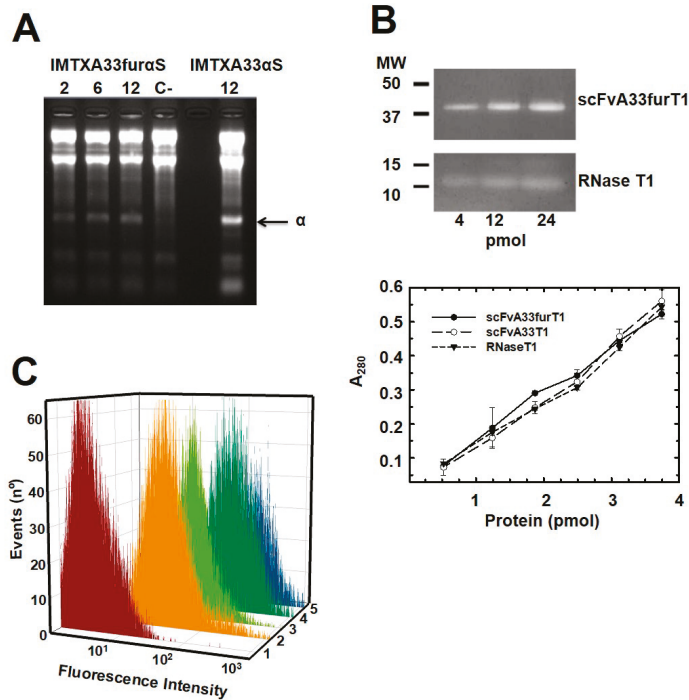 A
IMTXA33furαS IMTXA33αS
2 6 12 C- 12
α
B
MW
50
37
scFvA33furT1
15
10
RNase T1
4 12 24
pmol
0.6
0.5
0.4
0.3
0.2
0.1
A280
scFvA33furT1
scFvA33T1
RNaseT1
1 2 3 4
Protein (pmol)
C
60
50
40
30
20
10
0
Events (nº)
10¹ 10² 10³
Fluorescence Intensity
1 2 3 4 5